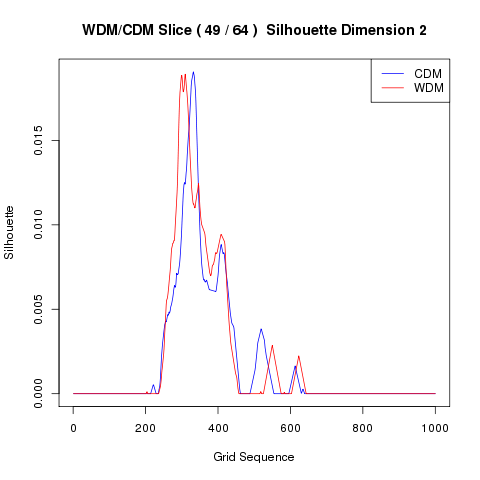 WDM/CDM Slice ( 49 / 64 )  Silhouette Dimension 2
CDM
WDM
Silhouette
0.015
0.010
0.005
0.000
0 200 400 600 800 1000
Grid Sequence